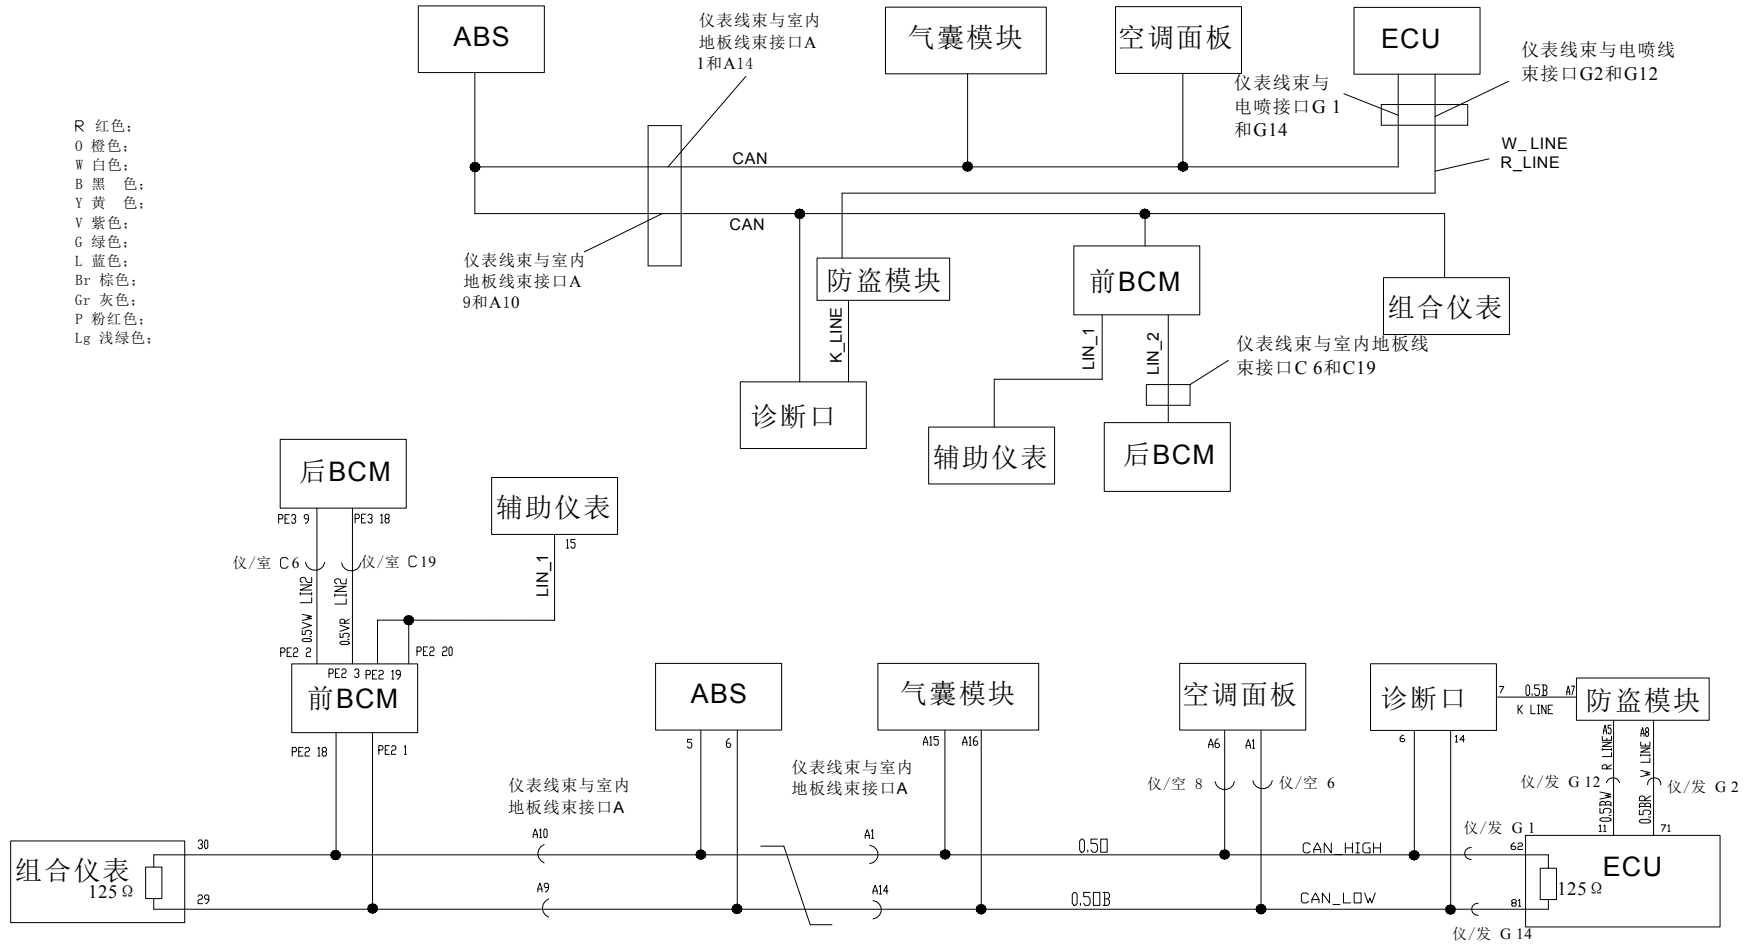 ABS
仪表线束与室内
地板线束接口A
1和A14
气囊模块
空调面板
ECU
仪表线束与电喷线
束接口G2和G12
仪表线束与
电喷接口G 1
和G14
R 红色;
O 橙色;
W 白色;
B 黑 色;
Y 黄 色;
V 紫色;
G 绿色;
L 蓝色;
Br 棕色;
Gr 灰色;
P 粉红色;
Lg 浅绿色;
CAN
W_LINE
R_LINE
CAN
仪表线束与室内
地板线束接口A
9和A10
防盗模块
前BCM
组合仪表
K_LINE
LIN_1
LIN_2
仪表线束与室内地板线
束接口C 6和C19
诊断口
辅助仪表
后BCM
后BCM
辅助仪表
PE3 9
PE3 18
15
仪/室 C6
仪/室 C19
LIN_1
0.5VW LIN2
0.5VR LIN2
PE2 2
PE2 3
PE2 19
PE2 20
前BCM
ABS
气囊模块
空调面板
诊断口
7
0.5B
A7
K LINE
防盗模块
PE2 18
PE2 1
5
6
A15
A16
A6
A1
6
14
A5
A8
R LINE
W LINE
仪表线束与室内
地板线束接口A
仪表线束与室内
地板线束接口A
仪/空 8
仪/空 6
仪/发 G 12
仪/发 G 2
0.5BW
0.5BR
11
71
组合仪表
125Ω
30
A10
A1
0.5O
CAN_HIGH
仪/发 G 1
62
ECU
125Ω
29
A9
A14
0.5OB
CAN_LOW
81
仪/发 G 14